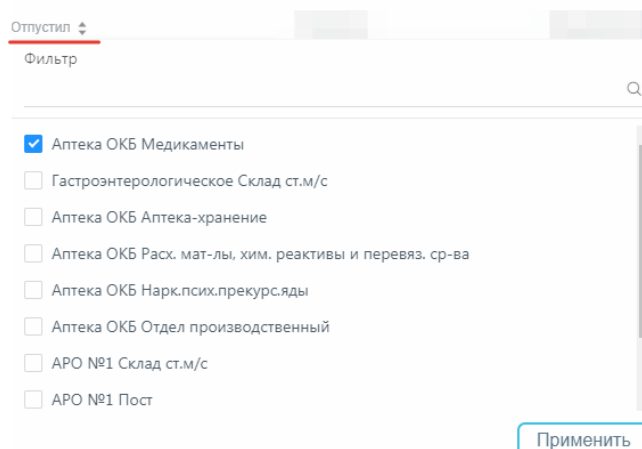 Отпустил
Фильтр
Аптека ОКБ Медикаменты
Гастроэнтерологическое Склад ст.м/с
Аптека ОКБ Аптека-хранение
Аптека ОКБ Расх. мат-лы, хим. реактивы и перевяз. ср-ва
Аптека ОКБ Нарк.псих.прекурс.яды
Аптека ОКБ Отдел производственный
АРО №1 Склад ст.м/с
АРО №1 Пост
Применить